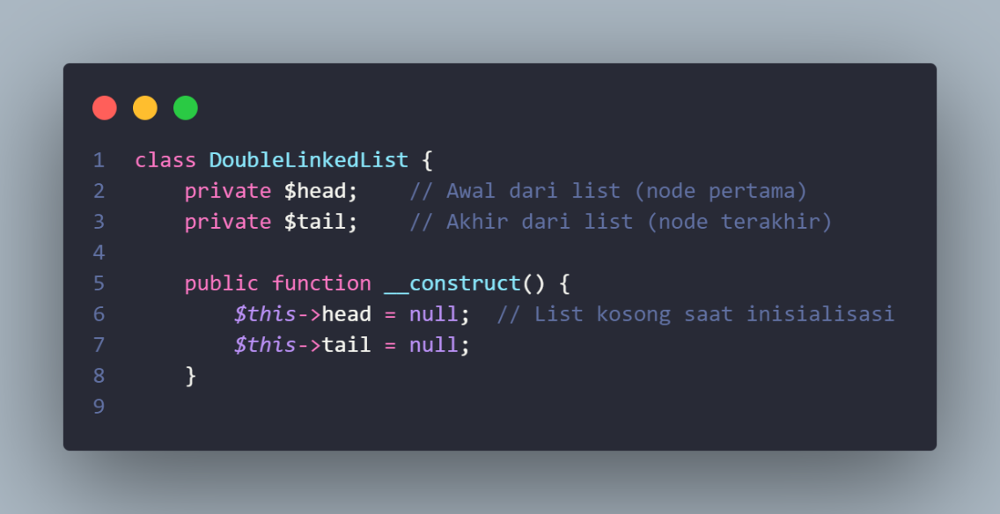 1 class DoubleLinkedList {
2     private $head;    // Awal dari list (node pertama)
3     private $tail;    // Akhir dari list (node terakhir)
4
5     public function __construct() {
6         $this->head = null;  // List kosong saat inisialisasi
7         $this->tail = null;
8     }
9